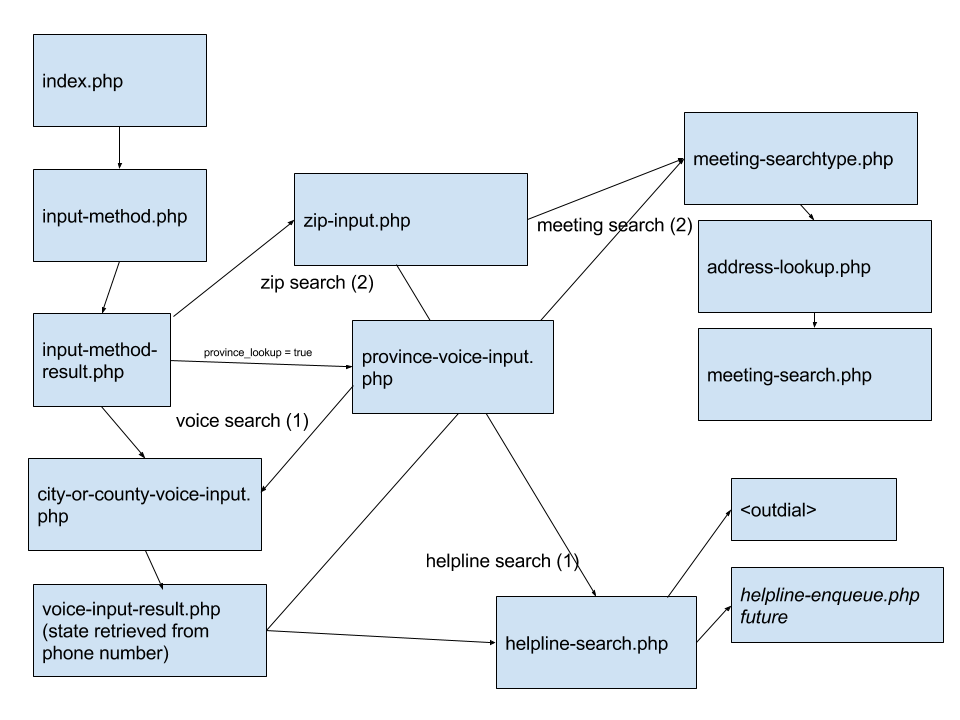 index.php
input-method.php
zip-input.php
meeting-searchtype.php
meeting search (2)
address-lookup.php
zip search (2)
input-method-
result.php
province_lookup = true
province-voice-input.
php
meeting-search.php
voice search (1)
city-or-county-voice-input.
php
<outdial>
helpline search (1)
voice-input-result.php
(state retrieved from
phone number)
helpline-search.php
helpline-enqueue.php
future